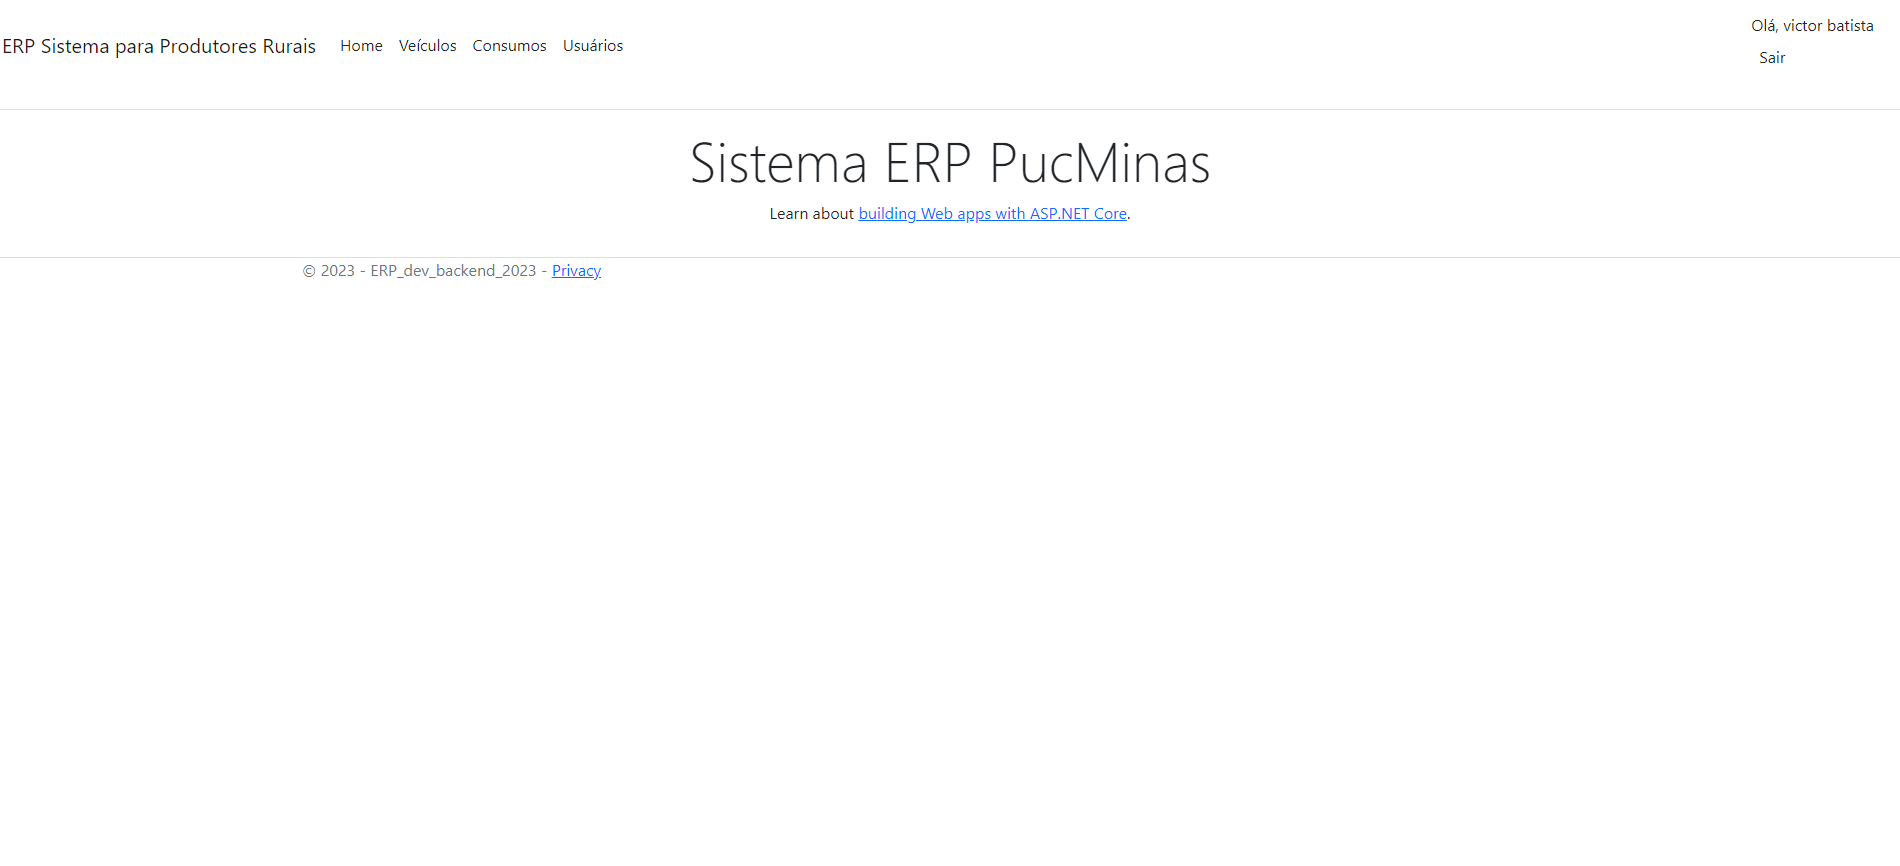 ERP Sistema para Produtores Rurais Home Veículos Consumos Usuários
Olá, victor batista
Sair
Sistema ERP PucMinas
Learn about building Web apps with ASP.NET Core.
© 2023 - ERP_dev_backend_2023 - Privacy